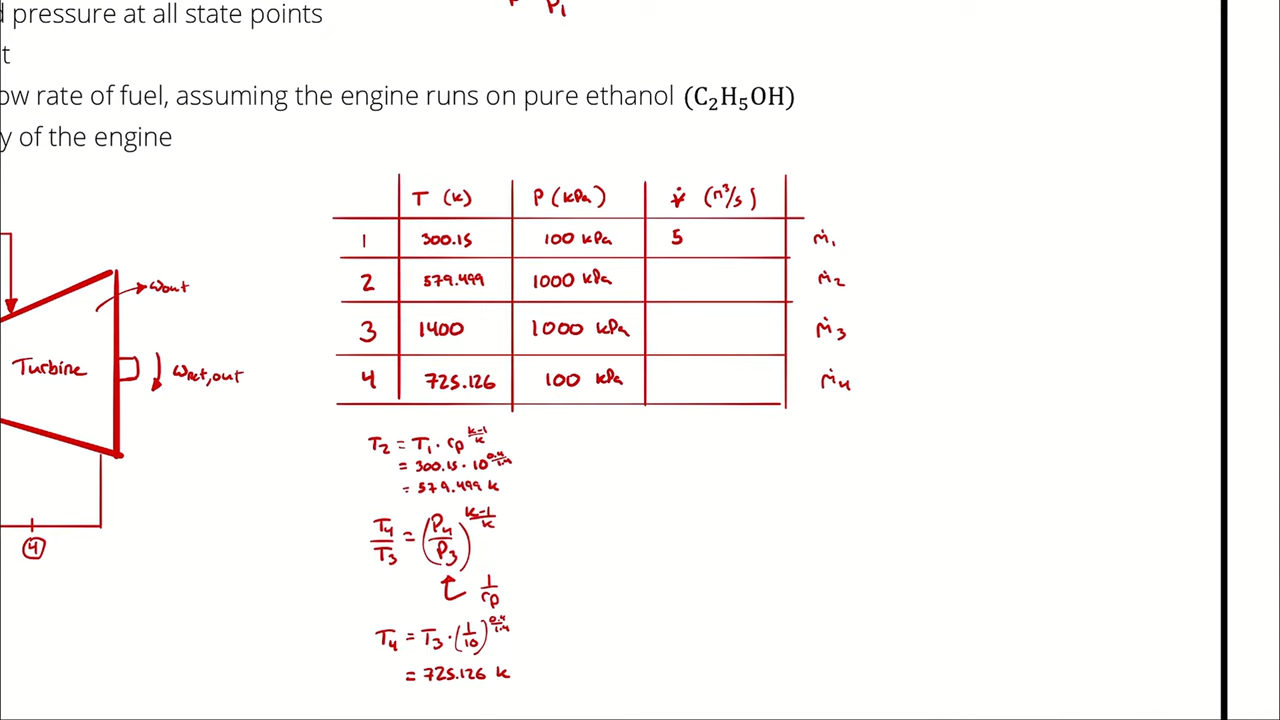 d pressure at all state points
P P₁
t
ow rate of fuel, assuming the engine runs on pure ethanol (C₂H₅OH)
y of the engine
T (K) P (kPa) V̇ (m³/s)
1 300.15 100 kPa 5 ṁ₁
2 579.499 1000 kPa ṁ₂
3 1400 1000 kPa ṁ₃
4 725.126 100 kPa ṁ₄
ωout
Turbine
ωnet,out
4
T₂ = T₁ · rp^(k-1/k)
= 300.15 · 10^(0.4/1.4)
= 579.499 K
T₄/T₃ = (P₄/P₃)^(k-1/k)
1/rp
T₄ = T₃ · (1/10)^(0.4/1.4)
= 725.126 K